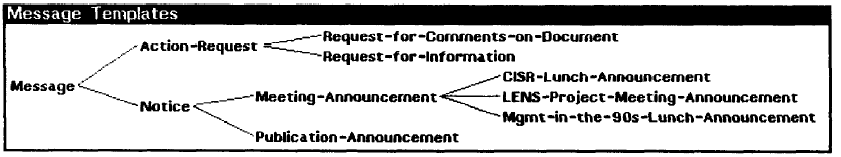 Message Templates
Request-for-Comments-on-Document
Action-Request
Request-for-Information
CISR-Lunch-Announcement
Message
Meeting-Announcement
LENS-Project-Meeting-Announcement
Notice
Mgmt-in-the-90s-Lunch-Announcement
Publication-Announcement